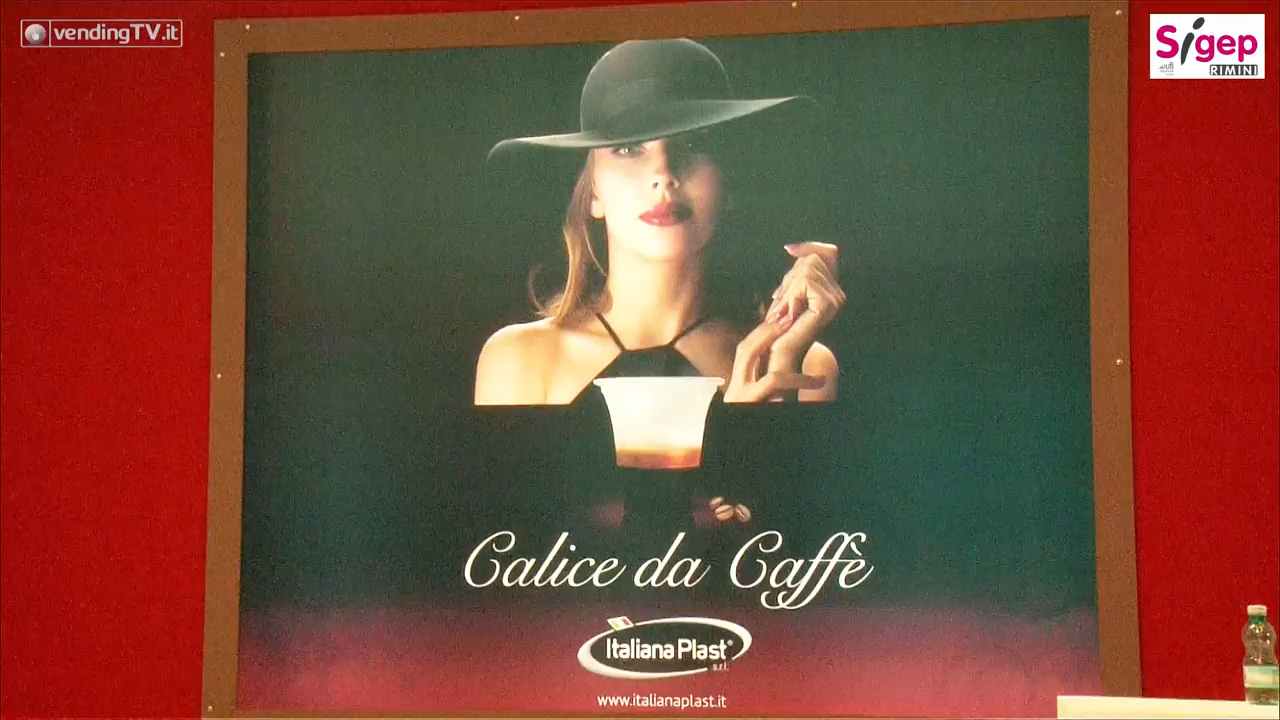 vendingTV.it
Sigep
RIMINI
Calice da Caffè
Italiana Plast®
s.r.l.
www.italianaplast.it